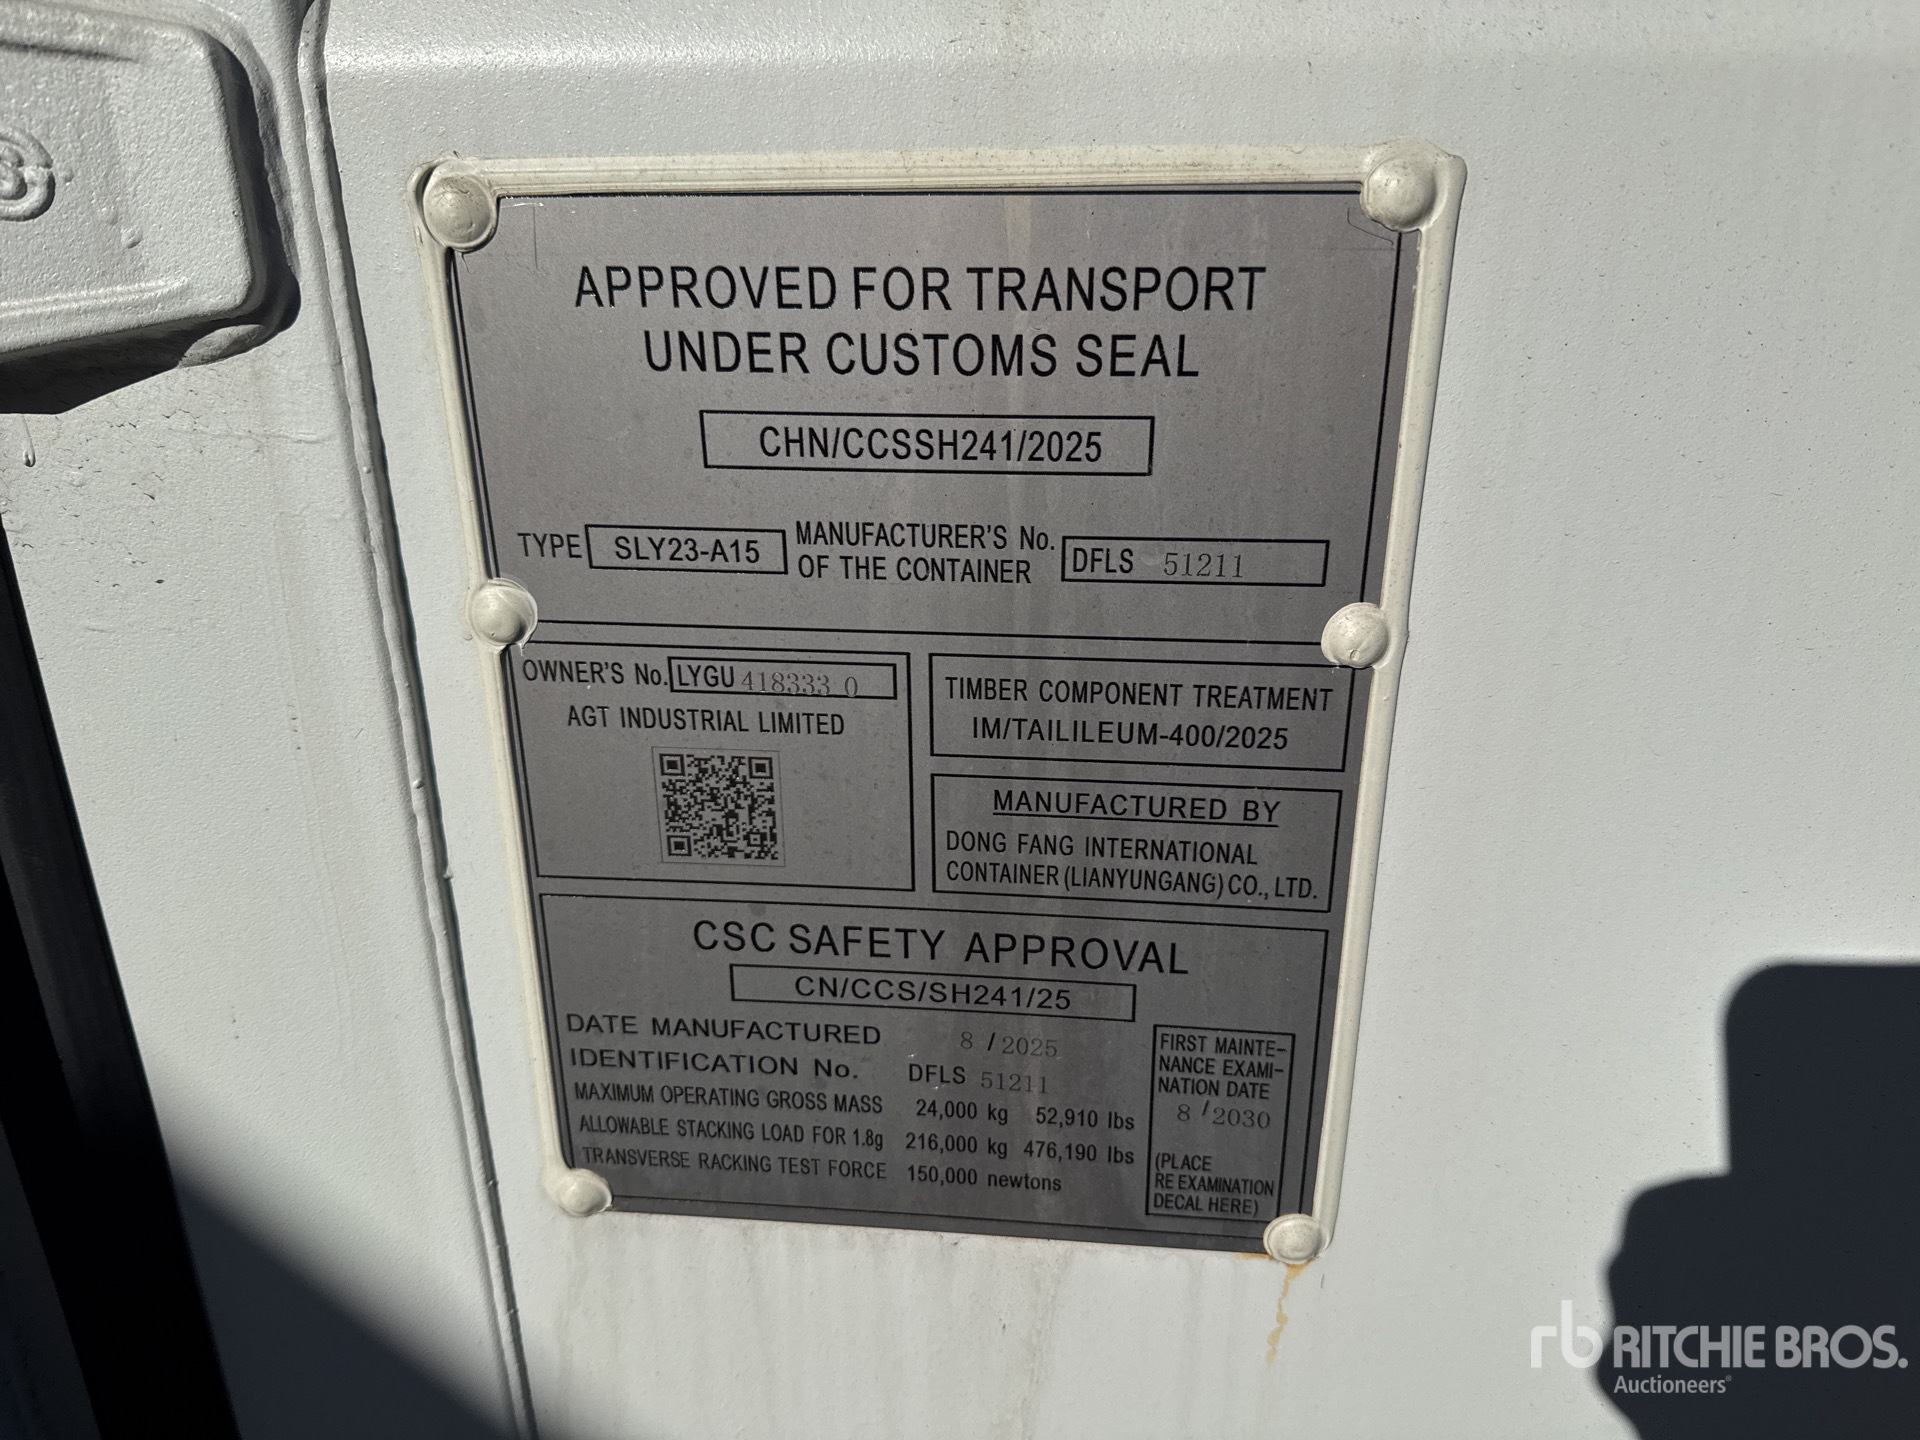 APPROVED FOR TRANSPORT
UNDER CUSTOMS SEAL
CHN/CCSSH241/2025
TYPE SLY23-A15 MANUFACTURER'S No. OF THE CONTAINER DFLS 51211
OWNER'S No. LYGU 418333 0
AGT INDUSTRIAL LIMITED
TIMBER COMPONENT TREATMENT
IM/TAILILEUM-400/2025
MANUFACTURED BY
DONG FANG INTERNATIONAL
CONTAINER (LIANYUNGANG) CO., LTD.
CSC SAFETY APPROVAL
CN/CCS/SH241/25
DATE MANUFACTURED 8 / 2025
IDENTIFICATION No. DFLS 51211
MAXIMUM OPERATING GROSS MASS 24,000 kg 52,910 lbs
ALLOWABLE STACKING LOAD FOR 1.8g 216,000 kg 476,190 lbs
TRANSVERSE RACKING TEST FORCE 150,000 newtons
FIRST MAINTE-
NANCE EXAMI-
NATION DATE
8 / 2030
(PLACE
RE EXAMINATION
DECAL HERE)
rb RITCHIE BROS.
Auctioneers®